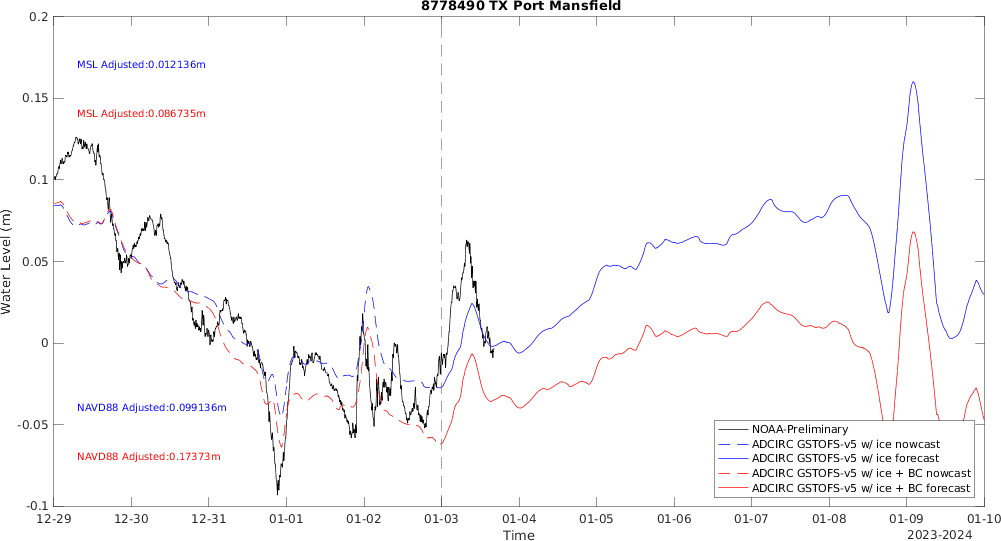 8778490 TX Port Mansfield
0.2
0.15
0.1
0.05
0
-0.05
-0.1
Water Level (m)
MSL Adjusted:0.012136m
MSL Adjusted:0.086735m
NAVD88 Adjusted:0.099136m
NAVD88 Adjusted:0.17373m
NOAA-Preliminary
ADCIRC GSTOFS-v5 w/ ice nowcast
ADCIRC GSTOFS-v5 w/ ice forecast
ADCIRC GSTOFS-v5 w/ ice + BC nowcast
ADCIRC GSTOFS-v5 w/ ice + BC forecast
12-29 12-30 12-31 01-01 01-02 01-03 01-04 01-05 01-06 01-07 01-08 01-09 01-10
Time
2023-2024